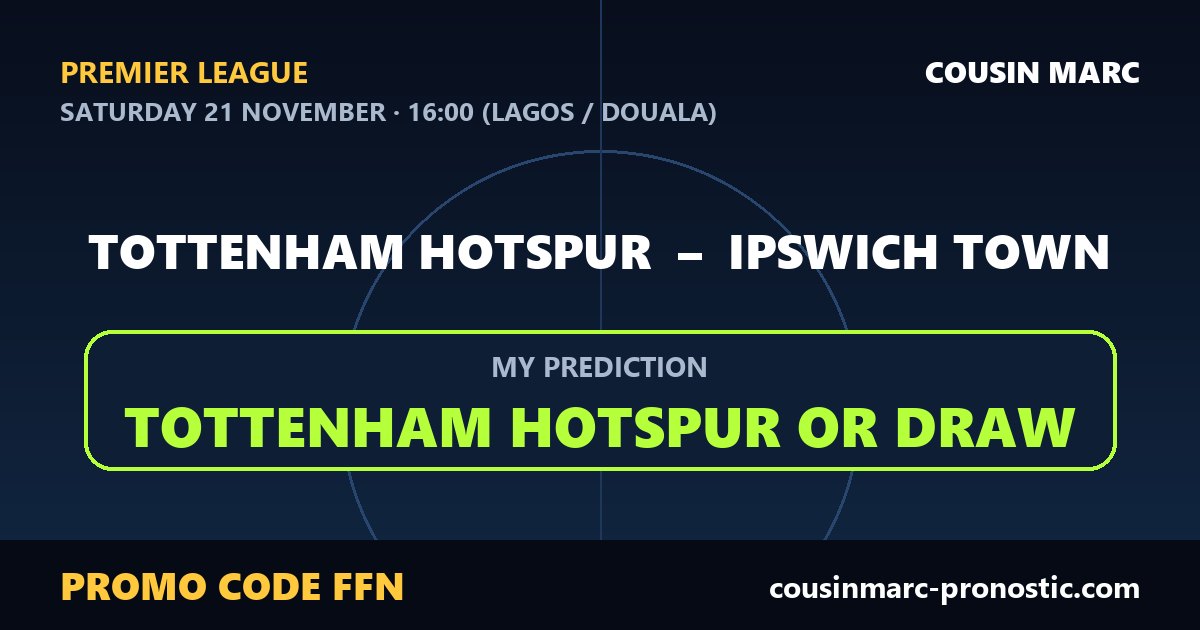 PREMIER LEAGUE
COUSIN MARC
SATURDAY 21 NOVEMBER · 16:00 (LAGOS / DOUALA)
TOTTENHAM HOTSPUR – IPSWICH TOWN
MY PREDICTION
TOTTENHAM HOTSPUR OR DRAW
PROMO CODE FFN
cousinmarc-pronostic.com